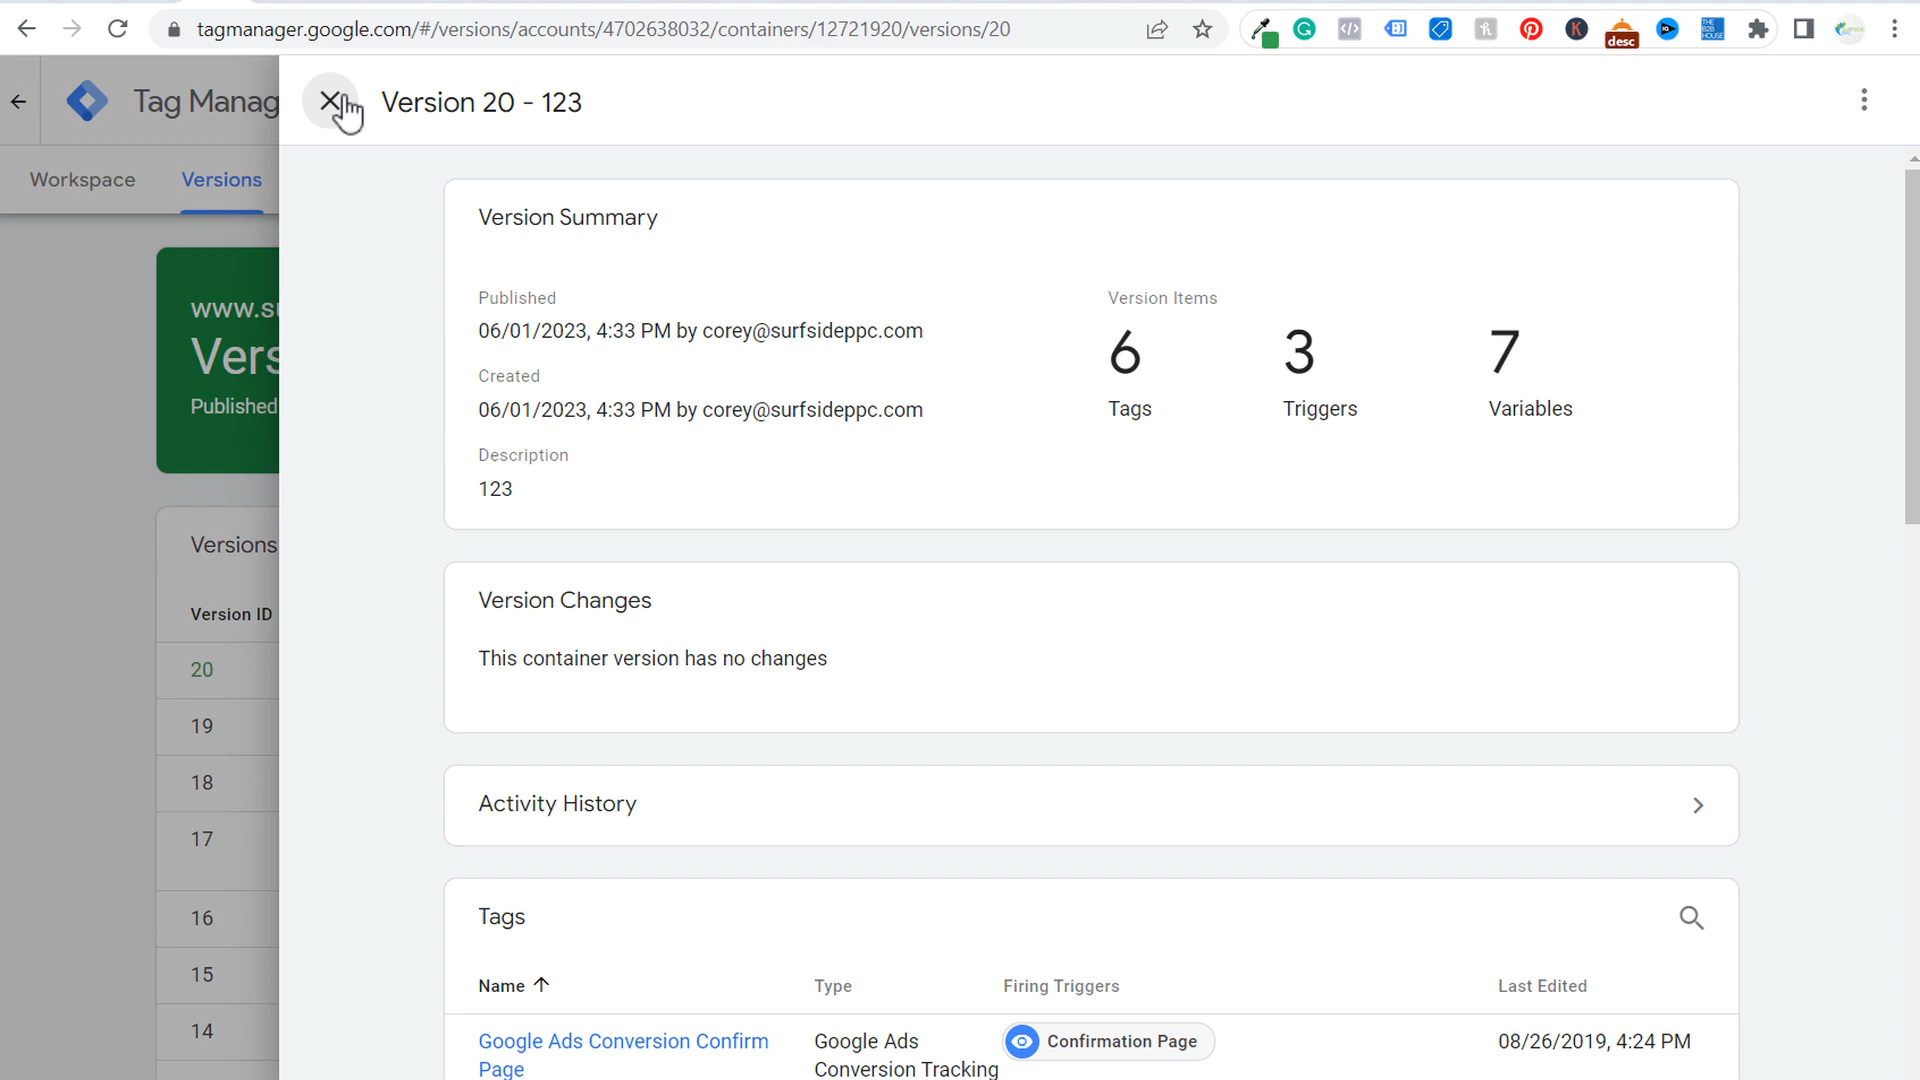 tagmanager.google.com/#/versions/accounts/4702638032/containers/12721920/versions/20
desc
THE B2B HOUSE
Tag Manag
Version 20 - 123
Workspace
Versions
Version Summary
www.su
Vers
Published
Published
06/01/2023, 4:33 PM by corey@surfsideppc.com
Created
06/01/2023, 4:33 PM by corey@surfsideppc.com
Description
123
Version Items
6
3
7
Tags
Triggers
Variables
Versions
Version ID
20
19
18
17
16
15
14
Version Changes
This container version has no changes
Activity History
Tags
Name
Type
Firing Triggers
Last Edited
Google Ads Conversion Confirm
Page
Google Ads
Conversion Tracking
Confirmation Page
08/26/2019, 4:24 PM